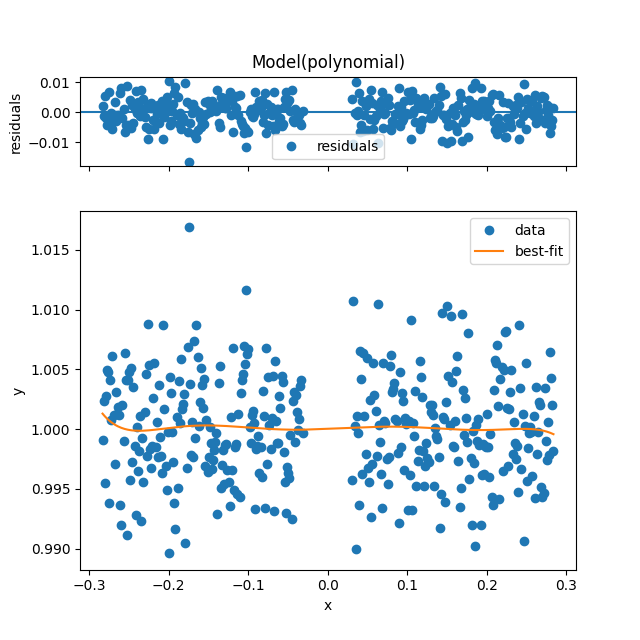 Model(polynomial)
0.01
0.00
−0.01
residuals
residuals
1.015
1.010
1.005
1.000
0.995
0.990
y
data
best-fit
−0.3
−0.2
−0.1
0.0
0.1
0.2
0.3
x